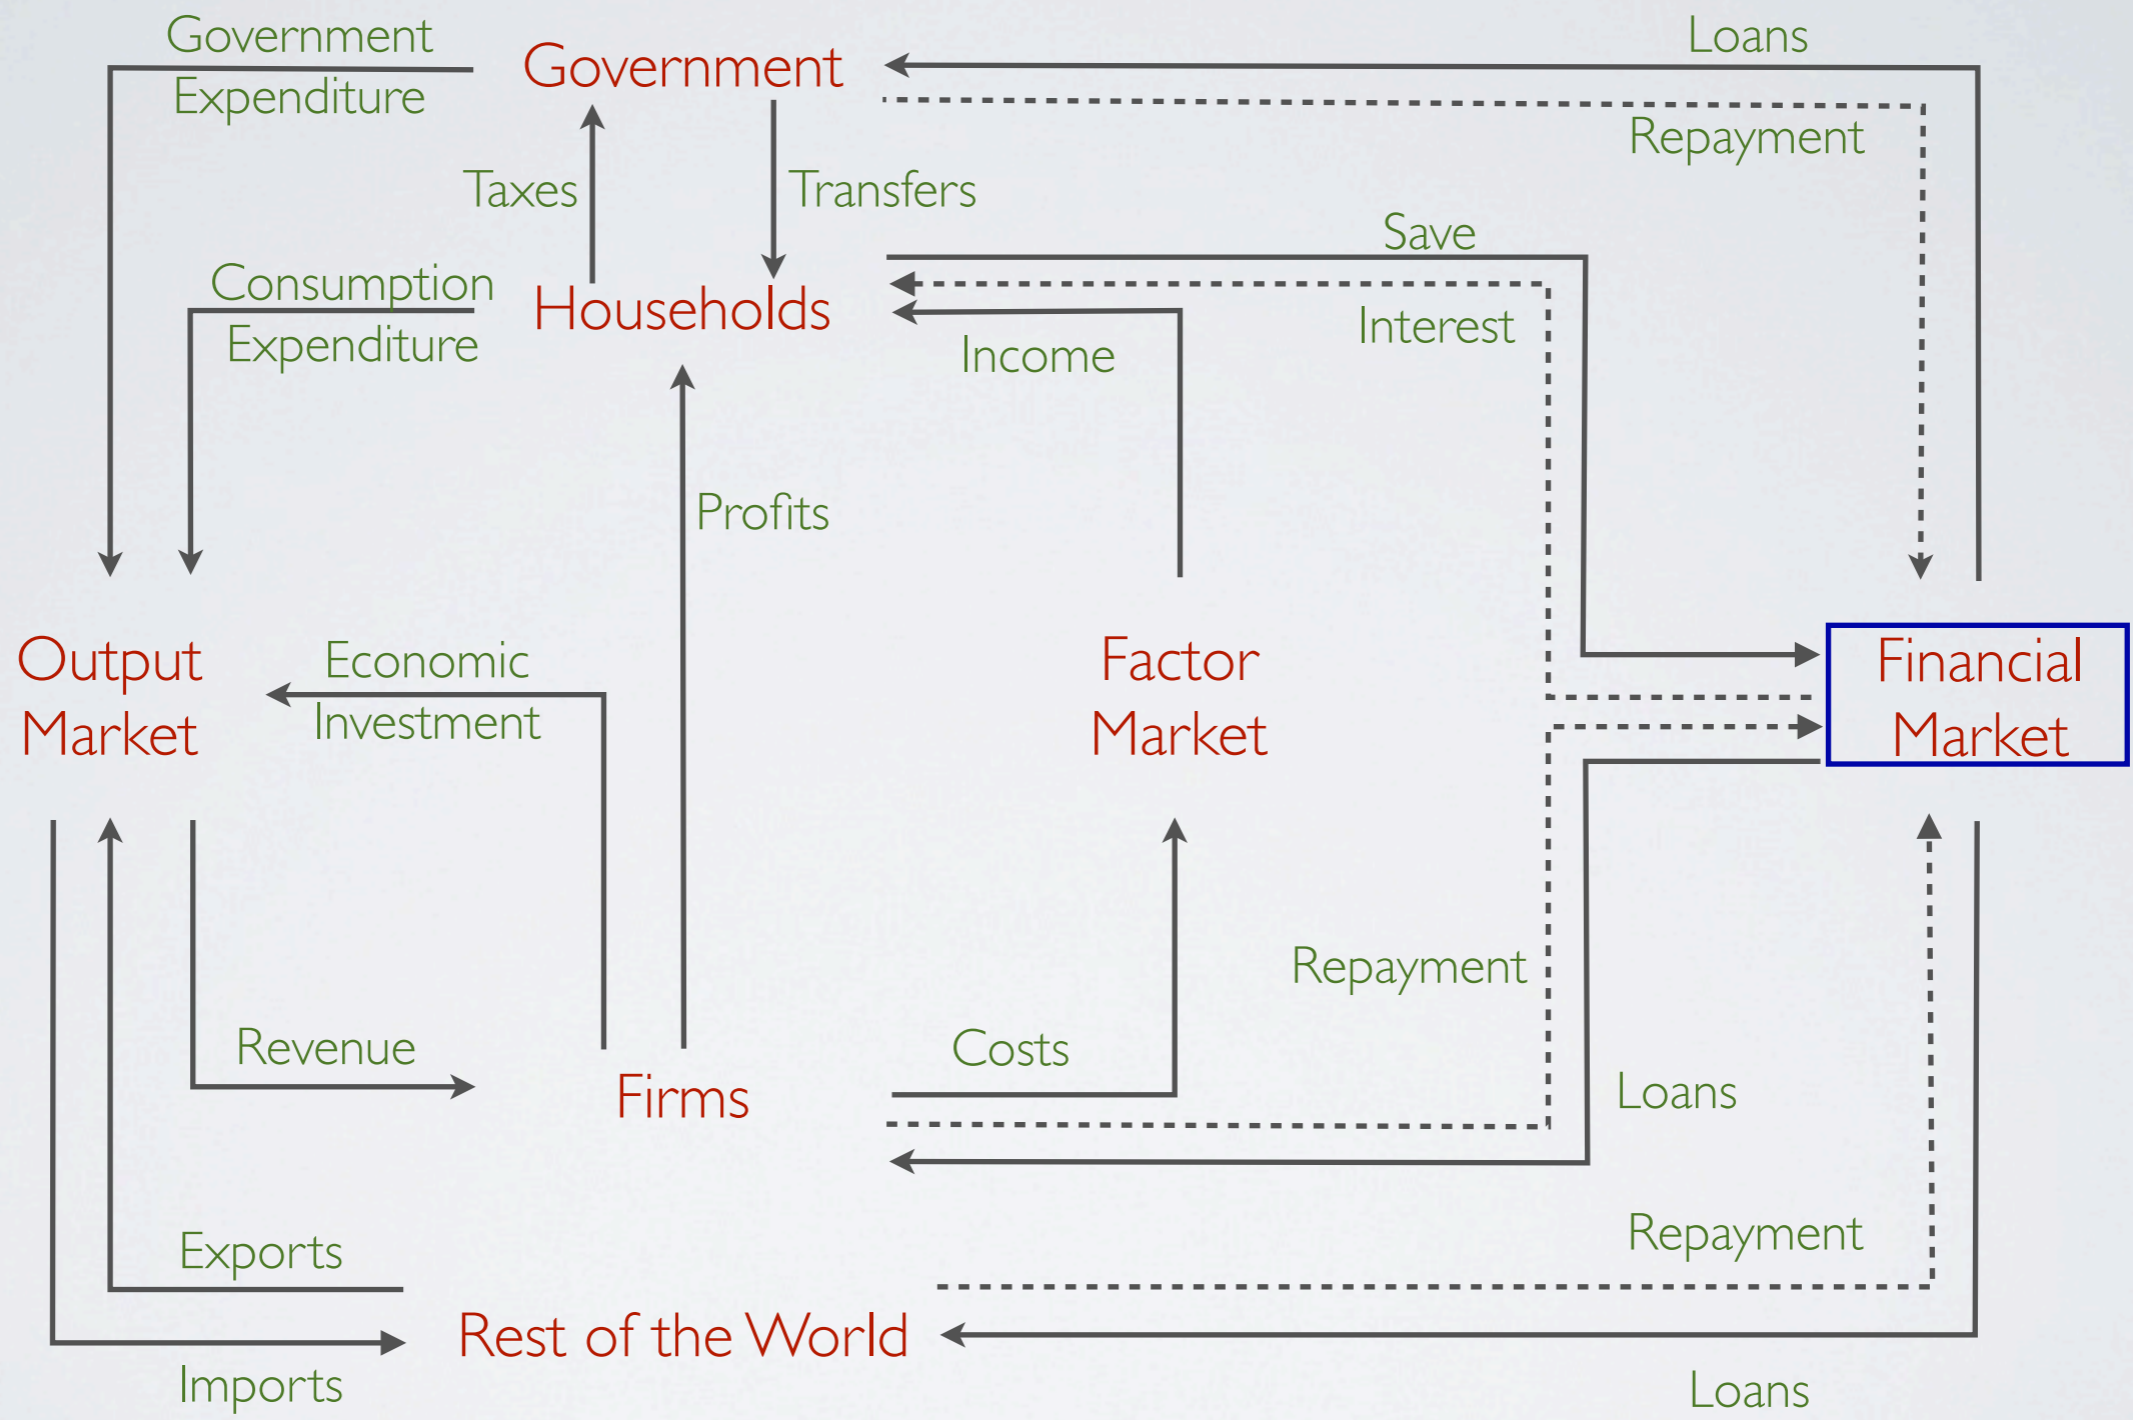 Government
Expenditure
Government
Loans
Repayment
Taxes
Transfers
Save
Consumption
Expenditure
Households
Interest
Income
Profits
Output
Market
Economic
Investment
Factor
Market
Financial
Market
Repayment
Revenue
Costs
Firms
Loans
Repayment
Exports
Rest of the World
Imports
Loans